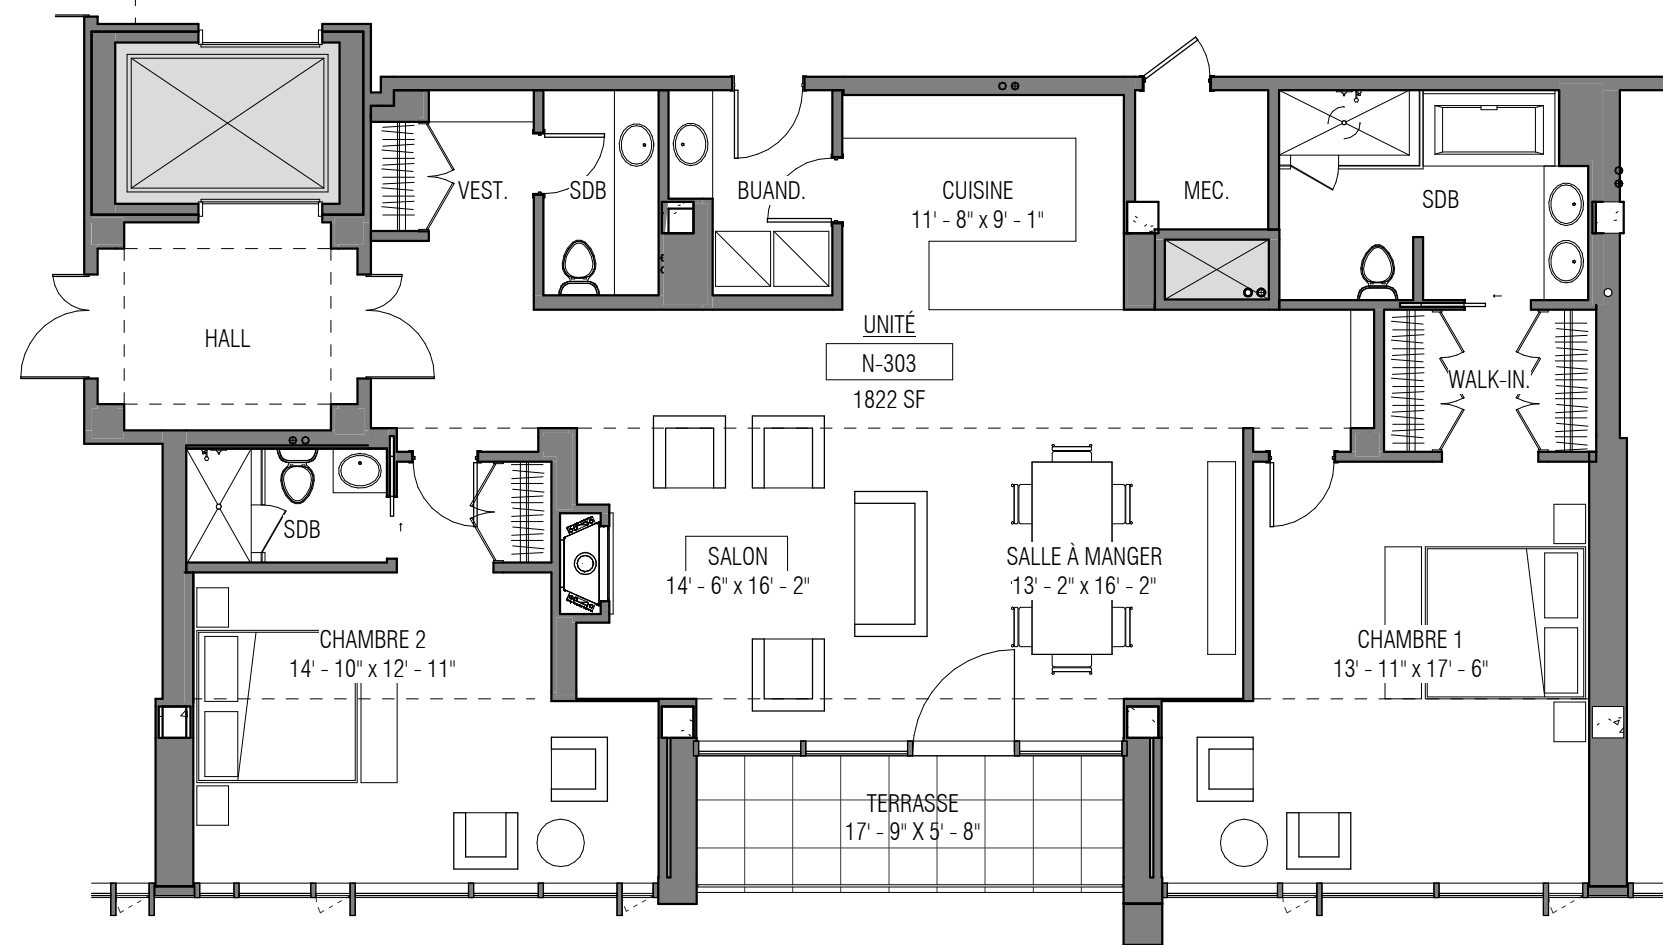 VEST.
SDB
BUAND.
CUISINE
11' - 8" x 9' - 1"
MEC.
SDB
HALL
UNITÉ
N-303
1822 SF
WALK-IN.
SDB
SALON
14' - 6" x 16' - 2"
SALLE À MANGER
13' - 2" x 16' - 2"
CHAMBRE 2
14' - 10" x 12' - 11"
CHAMBRE 1
13' - 11" x 17' - 6"
TERRASSE
17' - 9" X 5' - 8"